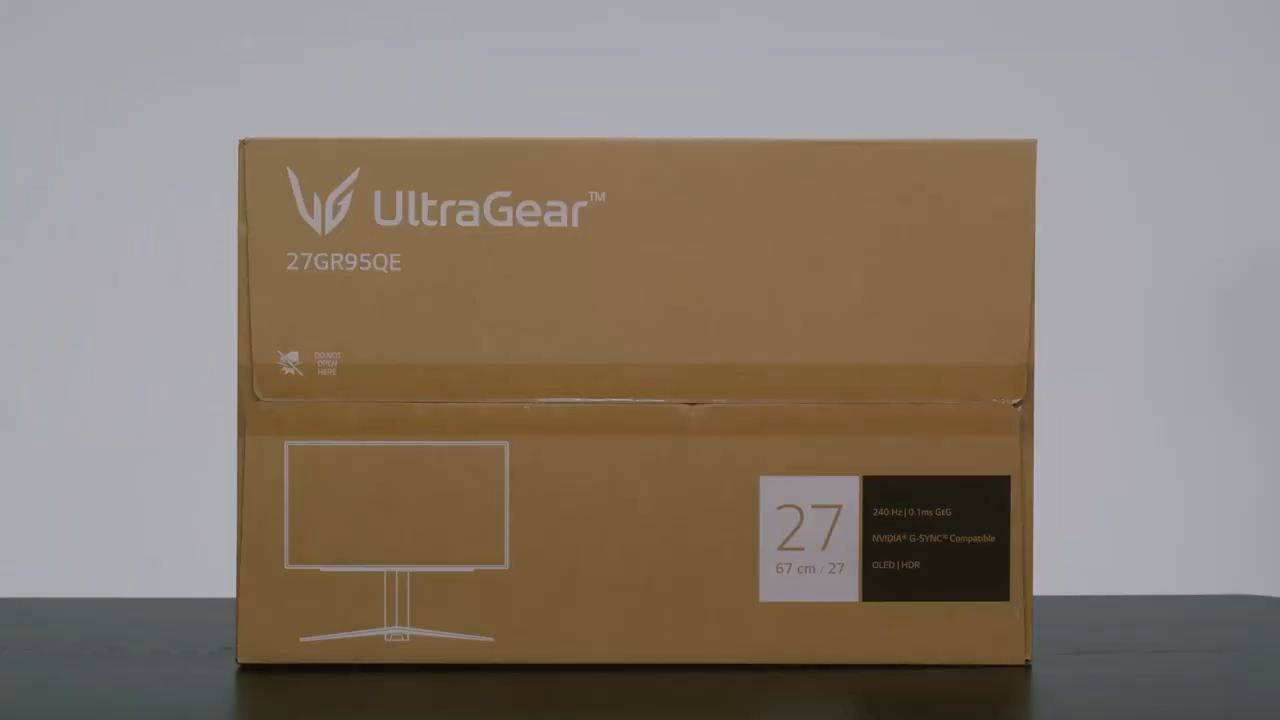 UltraGear™
27GR95QE
DO NOT
OPEN
HERE
27
67 cm / 27
240 Hz | 0.1ms GtG
NVIDIA® G-SYNC® Compatible
OLED | HDR